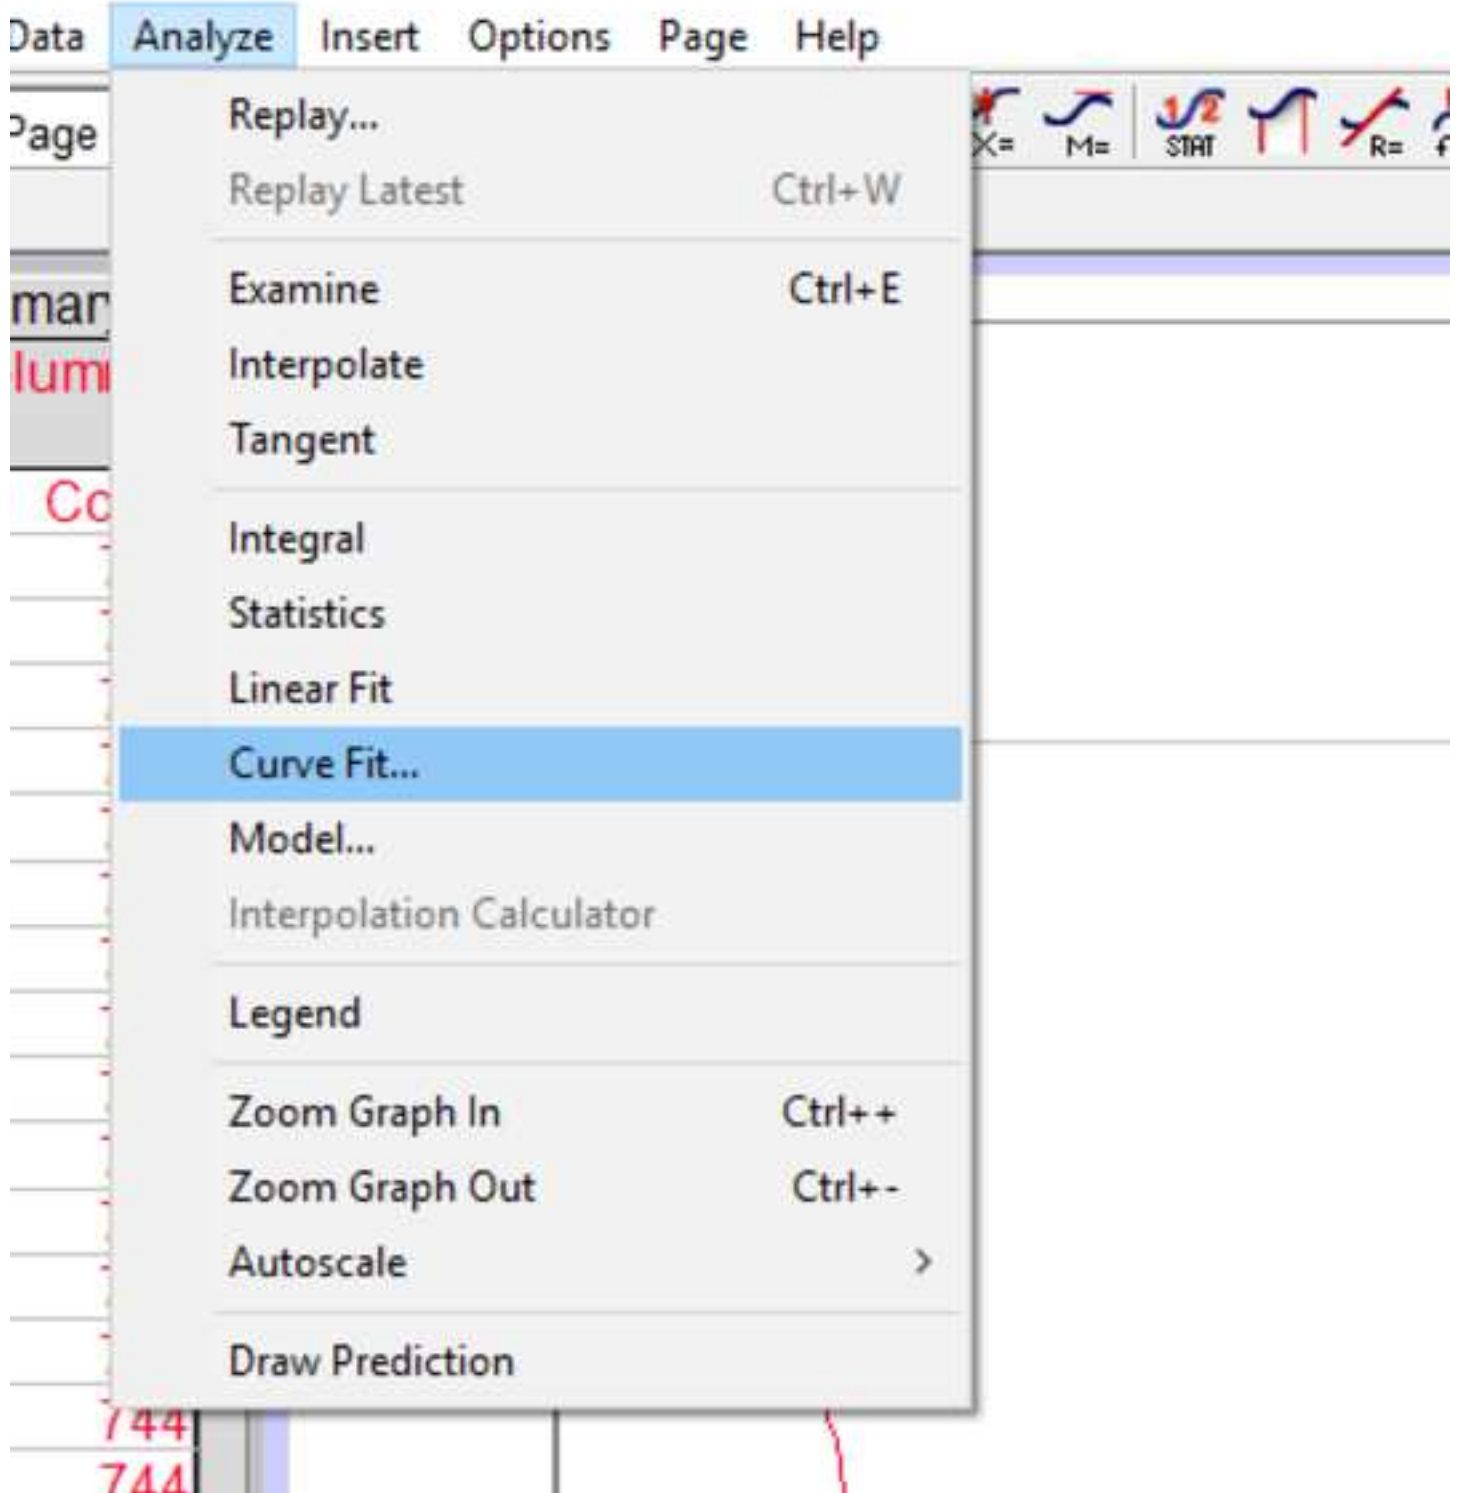 Data Analyze Insert Options Page Help
Page
X= M= 1/2 STAT R=
Replay...
Replay Latest Ctrl+W
Examine Ctrl+E
Interpolate
Tangent
Integral
Statistics
Linear Fit
Curve Fit...
Model...
Interpolation Calculator
Legend
Zoom Graph In Ctrl++
Zoom Graph Out Ctrl+-
Autoscale >
Draw Prediction
744
744